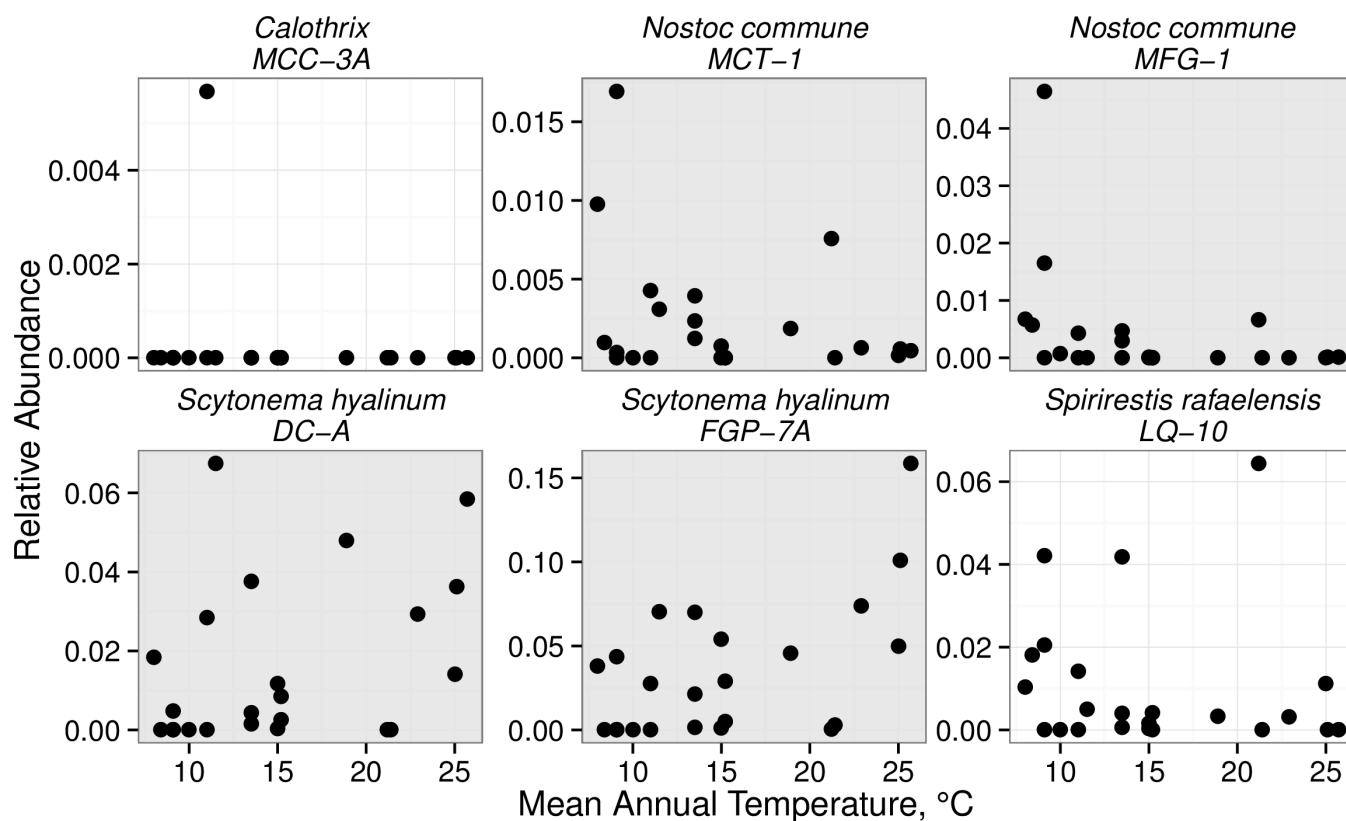 Calothrix
MCC−3A
Nostoc commune
MCT−1
Nostoc commune
MFG−1
0.004
0.002
0.000
0.015
0.010
0.005
0.000
0.04
0.03
0.02
0.01
0.00
Relative Abundance
Scytonema hyalinum
DC−A
Scytonema hyalinum
FGP−7A
Spirirestis rafaelensis
LQ−10
0.06
0.04
0.02
0.00
0.15
0.10
0.05
0.00
0.06
0.04
0.02
0.00
10 15 20 25
10 15 20 25
10 15 20 25
Mean Annual Temperature, °C